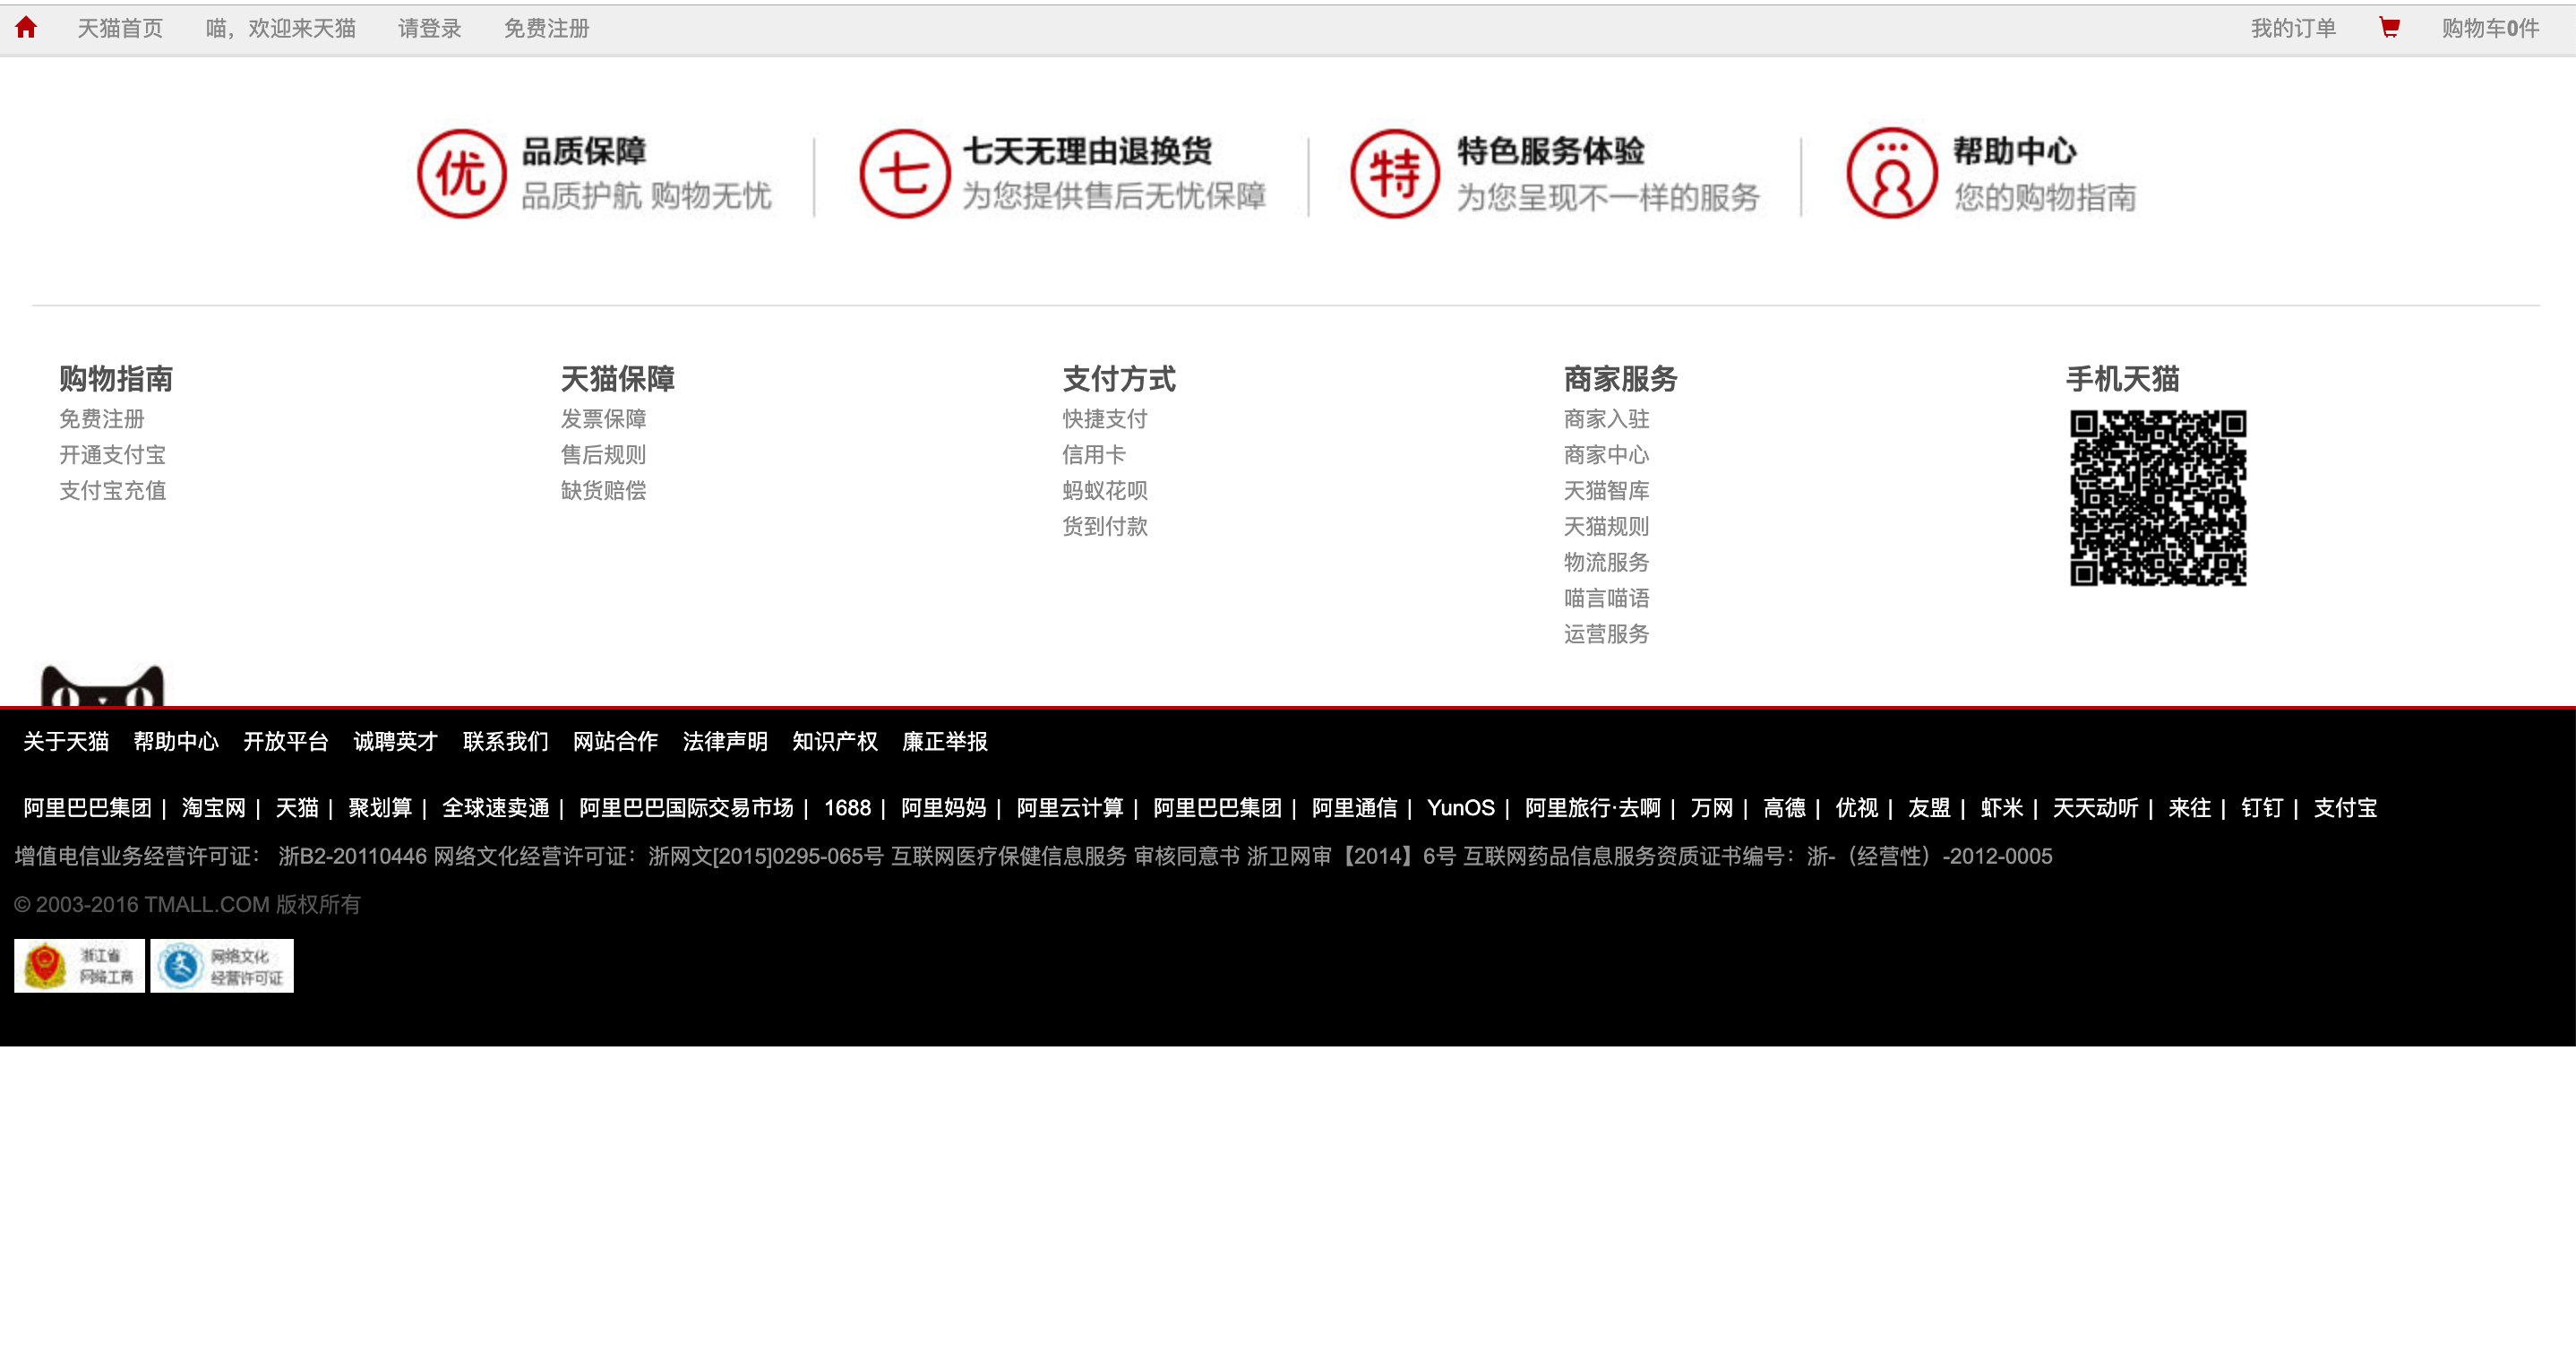 天猫首页 喵，欢迎来天猫 请登录 免费注册 我的订单 购物车0件
优 品质保障 七 七天无理由退换货 特 特色服务体验 帮助中心
品质护航 购物无忧 为您提供售后无忧保障 为您呈现不一样的服务 您的购物指南
购物指南
免费注册
开通支付宝
支付宝充值
天猫保障
发票保障
售后规则
缺货赔偿
支付方式
快捷支付
信用卡
蚂蚁花呗
货到付款
商家服务
商家入驻
商家中心
天猫智库
天猫规则
物流服务
喵言喵语
运营服务
手机天猫
关于天猫 帮助中心 开放平台 诚聘英才 联系我们 网站合作 法律声明 知识产权 廉正举报
阿里巴巴集团 | 淘宝网 | 天猫 | 聚划算 | 全球速卖通 | 阿里巴巴国际交易市场 | 1688 | 阿里妈妈 | 阿里云计算 | 阿里巴巴集团 | 阿里通信 | YunOS | 阿里旅行·去啊 | 万网 | 高德 | 优视 | 友盟 | 虾米 | 天天动听 | 来往 | 钉钉 | 支付宝
增值电信业务经营许可证： 浙B2-20110446 网络文化经营许可证：浙网文[2015]0295-065号 互联网医疗保健信息服务 审核同意书 浙卫网审【2014】6号 互联网药品信息服务资质证书编号：浙-（经营性）-2012-0005
© 2003-2016 TMALL.COM 版权所有
浙江省
网络工商
网络文化
经营许可证